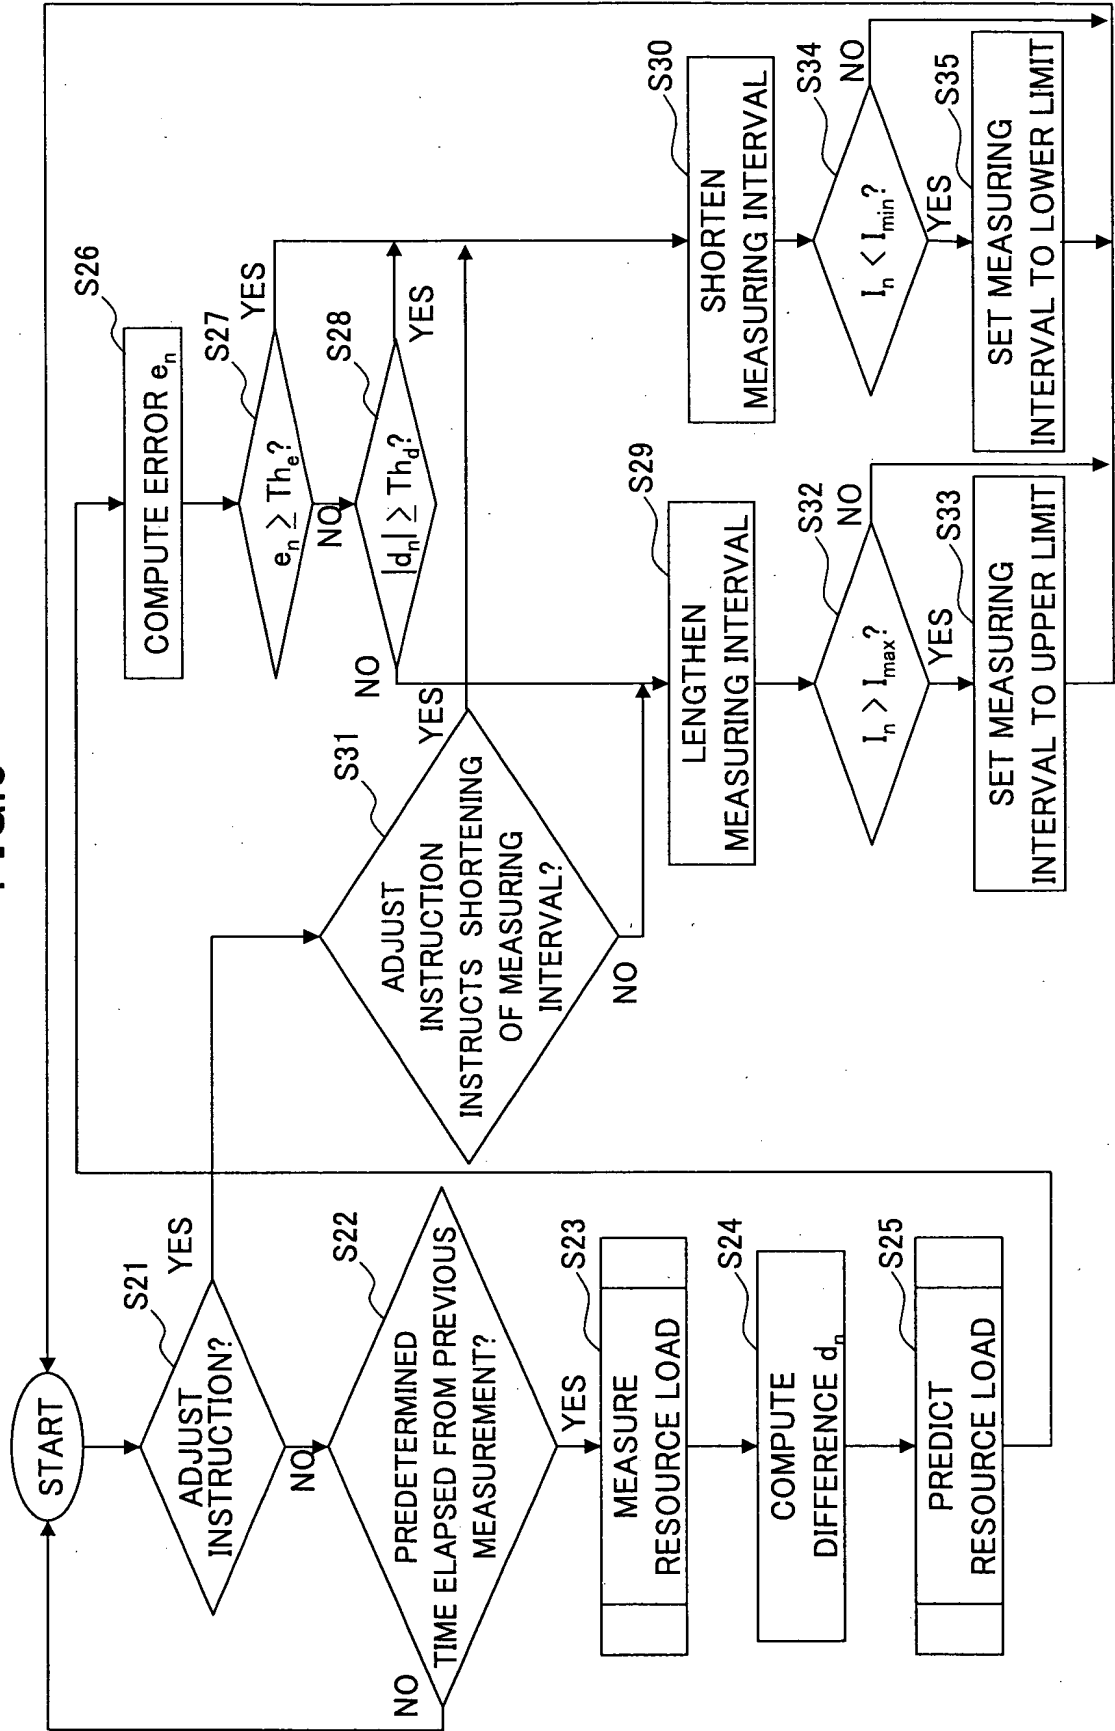 START
S21
ADJUST
INSTRUCTION?
YES
NO
S22
PREDETERMINED
TIME ELAPSED FROM PREVIOUS
MEASUREMENT?
NO
YES
S23
MEASURE
RESOURCE LOAD
S24
COMPUTE
DIFFERENCE dn
S25
PREDICT
RESOURCE LOAD
S31
ADJUST
INSTRUCTION
INSTRUCTS SHORTENING
OF MEASURING
INTERVAL?
YES
NO
S26
COMPUTE ERROR en
S27
en ≥ The?
YES
NO
S28
|dn| ≥ Thd?
YES
NO
S29
LENGTHEN
MEASURING INTERVAL
S32
In > Imax?
NO
YES
S33
SET MEASURING
INTERVAL TO UPPER LIMIT
S30
SHORTEN
MEASURING INTERVAL
S34
In < Imin?
NO
YES
S35
SET MEASURING
INTERVAL TO LOWER LIMIT